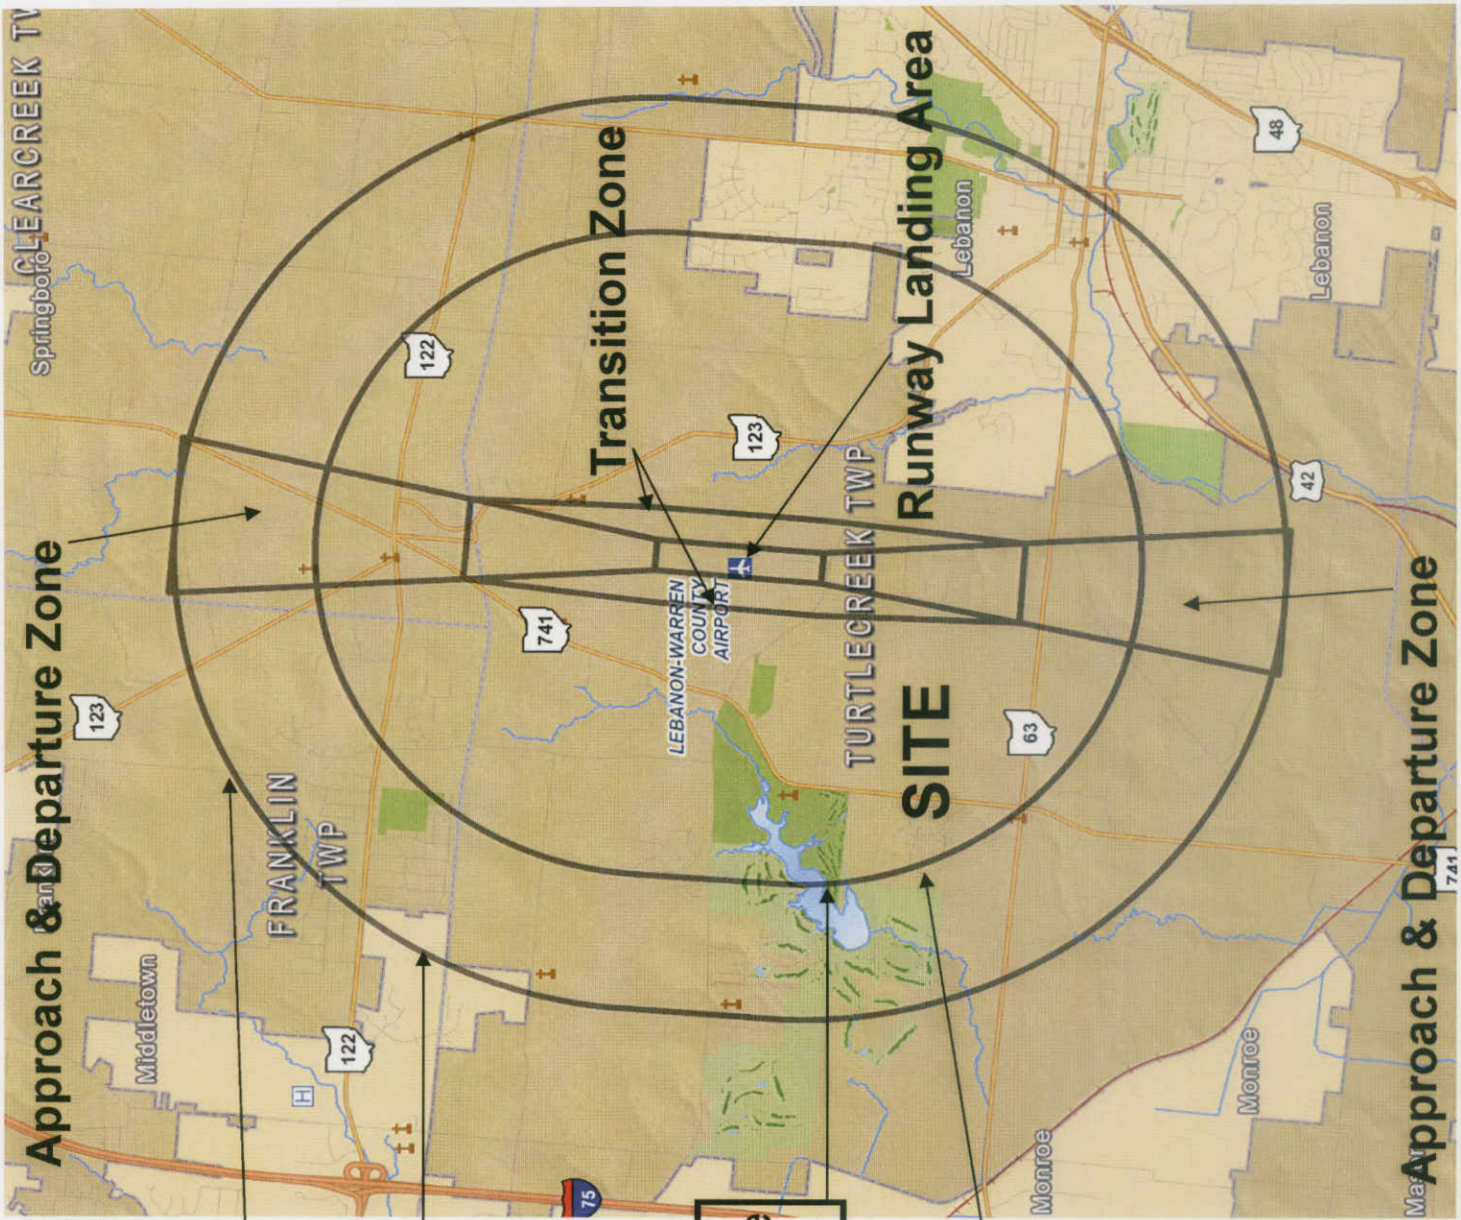 CLEARCREEK
Springboro
Approach & Departure Zone
123
Middletown
FRANKLIN
TWP
H
122
122
741
75
Transition Zone
LEBANON-WARREN
COUNTY
AIRPORT
123
TURTLECREEK TWP
SITE
Runway Landing Area
Lebanon
63
Monroe
Monroe
48
42
Lebanon
Approach & Departure Zone
741